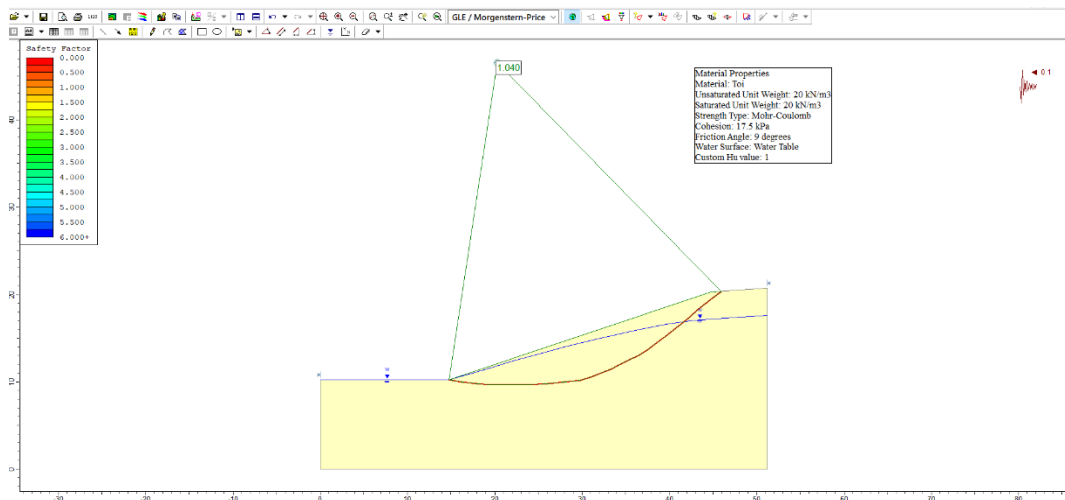 GLE / Morgenstern-Price
Safety Factor
0.000
0.500
1.000
1.500
2.000
2.500
3.000
3.500
4.000
4.500
5.000
5.500
6.000+
1.040
Material Properties
Material: Toi
Unsaturated Unit Weight: 20 kN/m3
Saturated Unit Weight: 20 kN/m3
Strength Type: Mohr-Coulomb
Cohesion: 17.5 kPa
Friction Angle: 9 degrees
Water Surface: Water Table
Custom Hu value: 1
0.1
40
30
20
10
0
-30 -20 -10 0 10 20 30 40 50 60 70 80